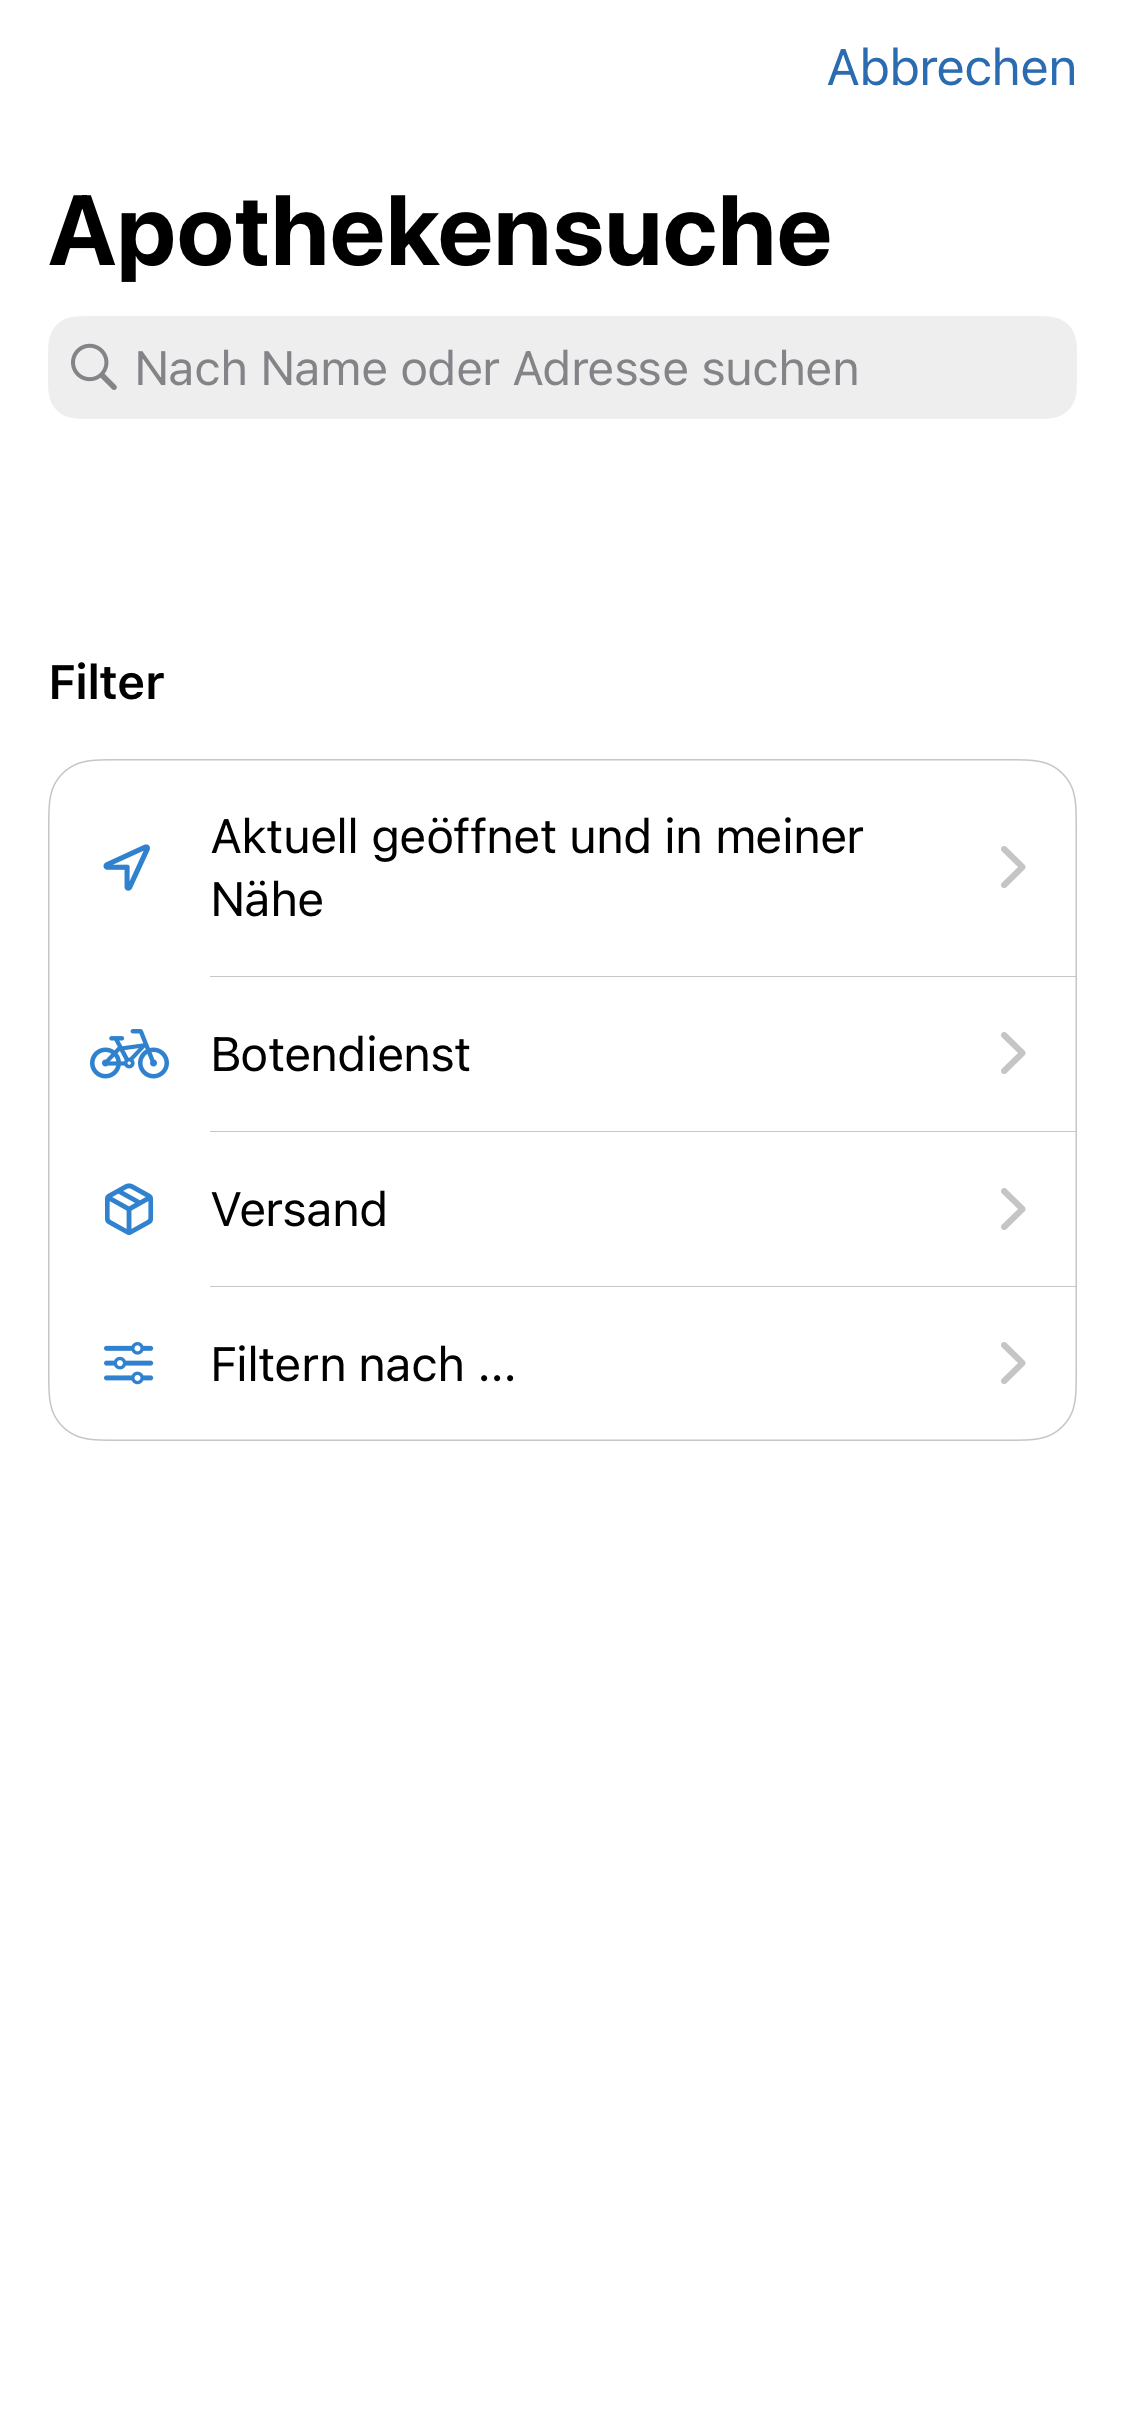 Abbrechen
Apothekensuche
Nach Name oder Adresse suchen
Filter
Aktuell geöffnet und in meiner
Nähe
Botendienst
Versand
Filtern nach ...